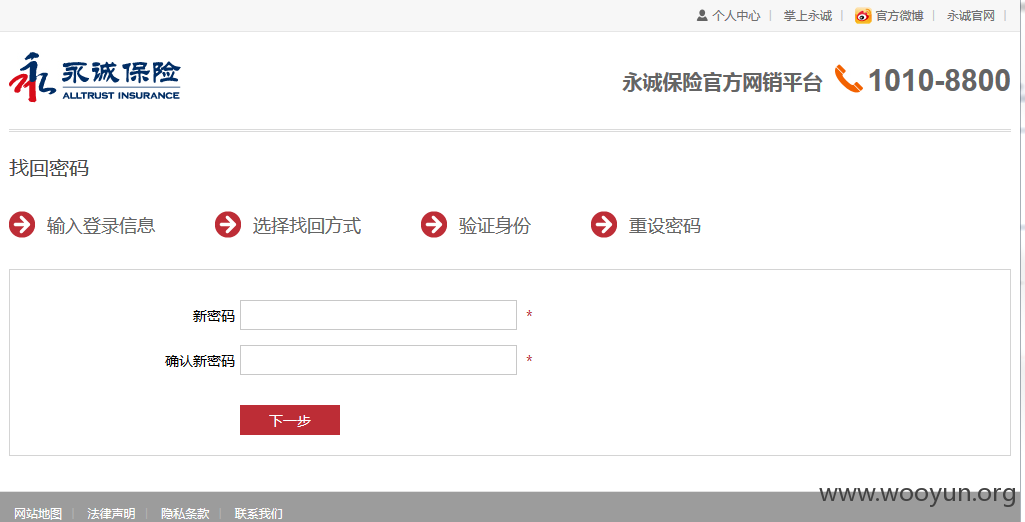 个人中心 | 掌上永诚 | 官方微博 | 永诚官网 |
永诚保险
ALLTRUST INSURANCE
永诚保险官方网销平台 1010-8800
找回密码
输入登录信息 选择找回方式 验证身份 重设密码
新密码 *
确认新密码 *
下一步
www.wooyun.org
网站地图 | 法律声明 | 隐私条款 | 联系我们